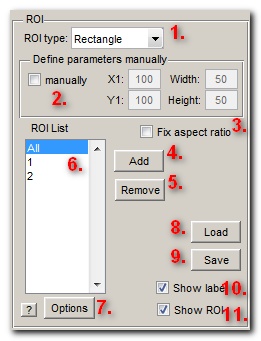 ROI
ROI type: Rectangle 1.
Define parameters manually
manually X1: 100 Width: 50
2. Y1: 100 Height: 50
Fix aspect ratio 3.
ROI List
All
1
2
6.
Add 4.
Remove 5.
8. Load
9. Save
Show label 10.
? Options 7.
Show ROI 11.